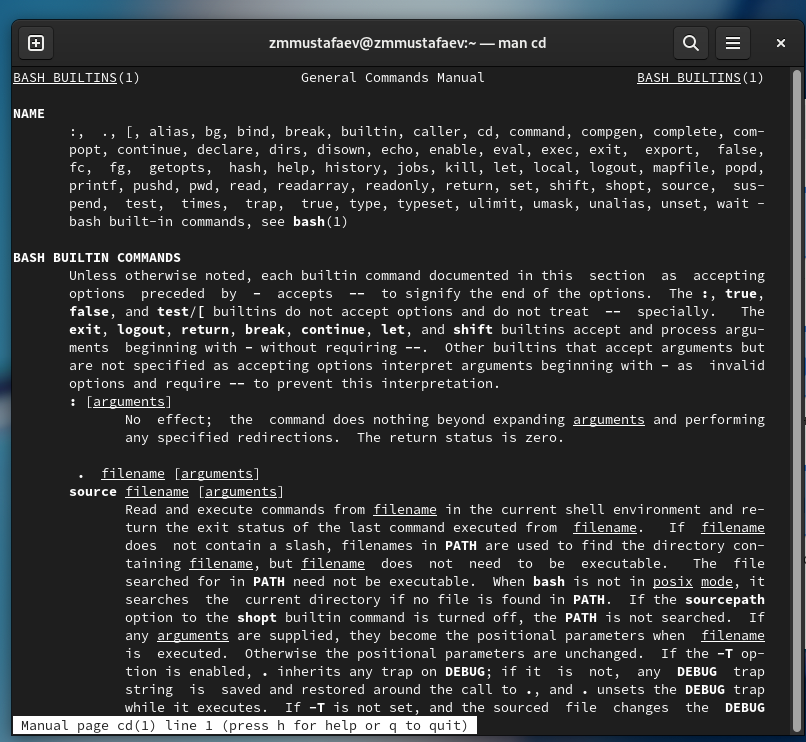 zmmustafaev@zmmustafaev:~ — man cd
BASH_BUILTINS(1) General Commands Manual BASH_BUILTINS(1)
NAME
:, ., [, alias, bg, bind, break, builtin, caller, cd, command, compgen, complete, com-
popt, continue, declare, dirs, disown, echo, enable, eval, exec, exit, export, false,
fc, fg, getopts, hash, help, history, jobs, kill, let, local, logout, mapfile, popd,
printf, pushd, pwd, read, readarray, readonly, return, set, shift, shopt, source, sus-
pend, test, times, trap, true, type, typeset, ulimit, umask, unalias, unset, wait -
bash built-in commands, see bash(1)
BASH BUILTIN COMMANDS
Unless otherwise noted, each builtin command documented in this section as accepting
options preceded by - accepts -- to signify the end of the options. The :, true,
false, and test/[ builtins do not accept options and do not treat -- specially. The
exit, logout, return, break, continue, let, and shift builtins accept and process argu-
ments beginning with - without requiring --. Other builtins that accept arguments but
are not specified as accepting options interpret arguments beginning with - as invalid
options and require -- to prevent this interpretation.
: [arguments]
No effect; the command does nothing beyond expanding arguments and performing
any specified redirections. The return status is zero.
. filename [arguments]
source filename [arguments]
Read and execute commands from filename in the current shell environment and re-
turn the exit status of the last command executed from filename. If filename
does not contain a slash, filenames in PATH are used to find the directory con-
taining filename, but filename does not need to be executable. The file
searched for in PATH need not be executable. When bash is not in posix mode, it
searches the current directory if no file is found in PATH. If the sourcepath
option to the shopt builtin command is turned off, the PATH is not searched. If
any arguments are supplied, they become the positional parameters when filename
is executed. Otherwise the positional parameters are unchanged. If the -T op-
tion is enabled, . inherits any trap on DEBUG; if it is not, any DEBUG trap
string is saved and restored around the call to ., and . unsets the DEBUG trap
while it executes. If -T is not set, and the sourced file changes the DEBUG
Manual page cd(1) line 1 (press h for help or q to quit)